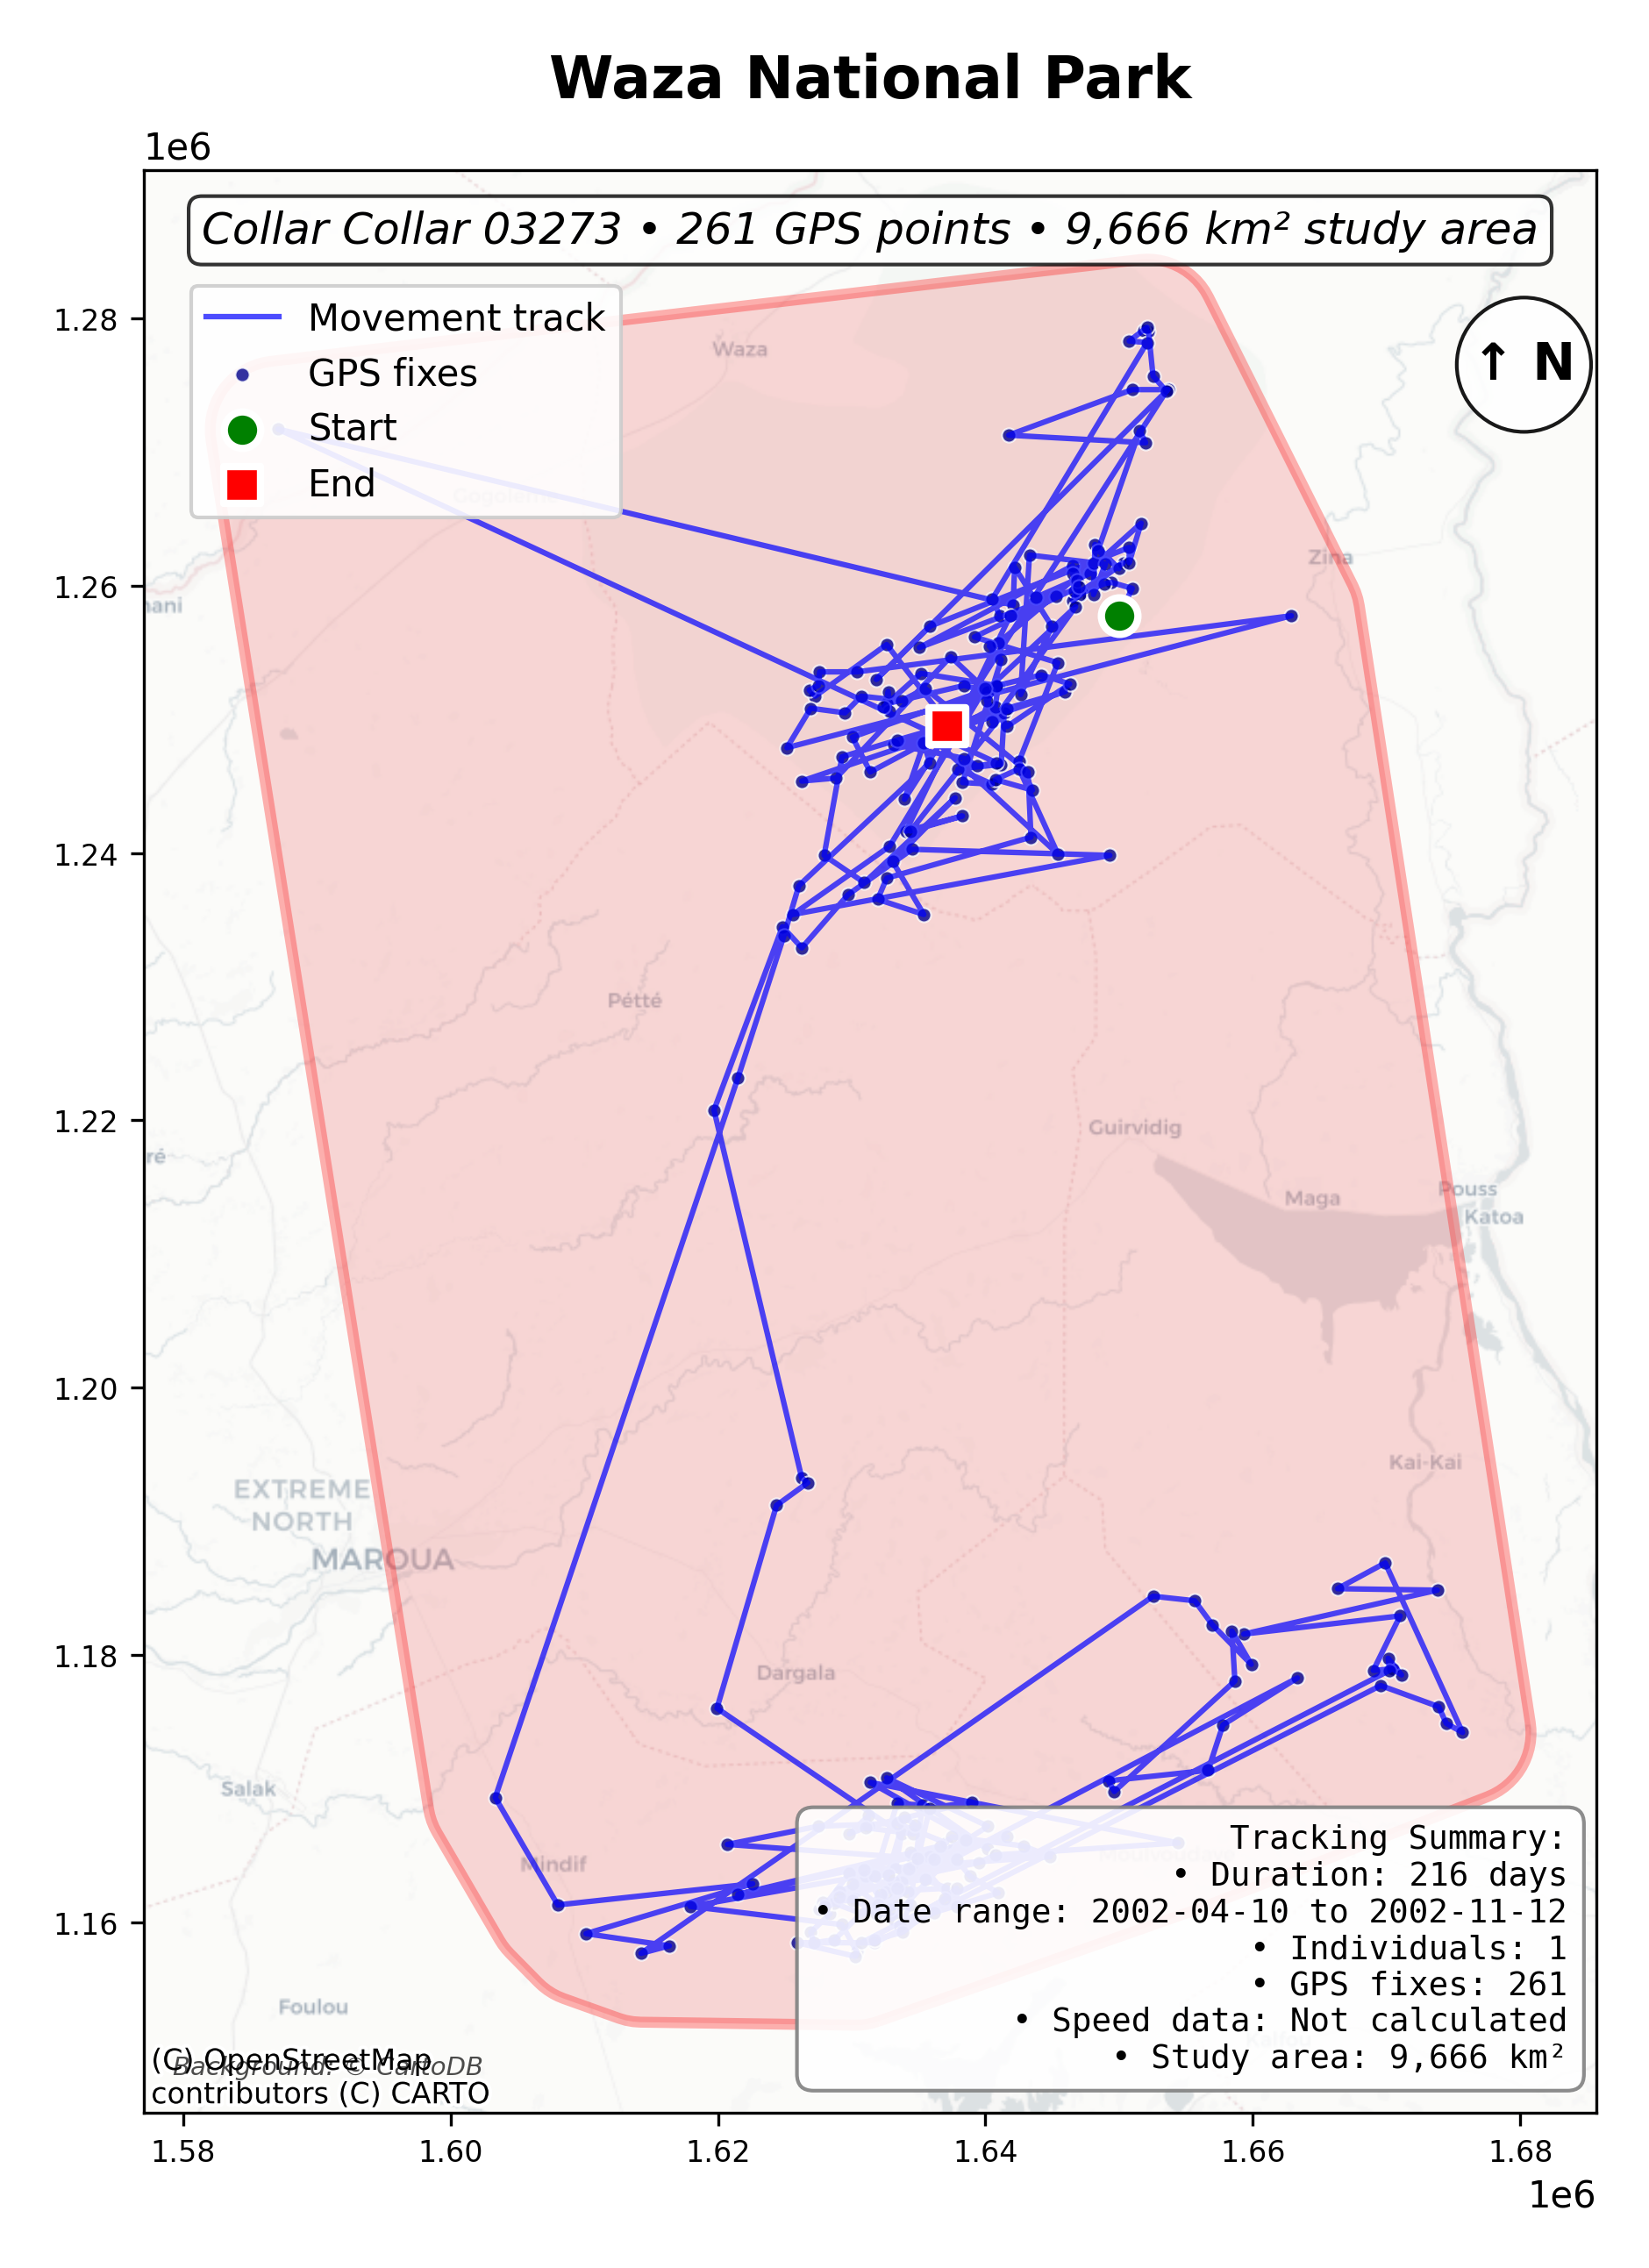 Waza National Park
1e6
Collar Collar 03273 • 261 GPS points • 9,666 km² study area
Movement track
GPS fixes
Start
End
↑ N
1.28
1.26
1.24
1.22
1.20
1.18
1.16
Waza
Zina
Pétté
Guirvidig
Maga
Pouss
Katoa
Kai-Kai
EXTREME
NORTH
MAROUA
Dargala
Salak
Mindif
Foulou
Tracking Summary:
• Duration: 216 days
• Date range: 2002-04-10 to 2002-11-12
• Individuals: 1
• GPS fixes: 261
• Speed data: Not calculated
• Study area: 9,666 km²
Background: © CartoDB
(C) OpenStreetMap
contributors (C) CARTO
1.58
1.60
1.62
1.64
1.66
1.68
1e6